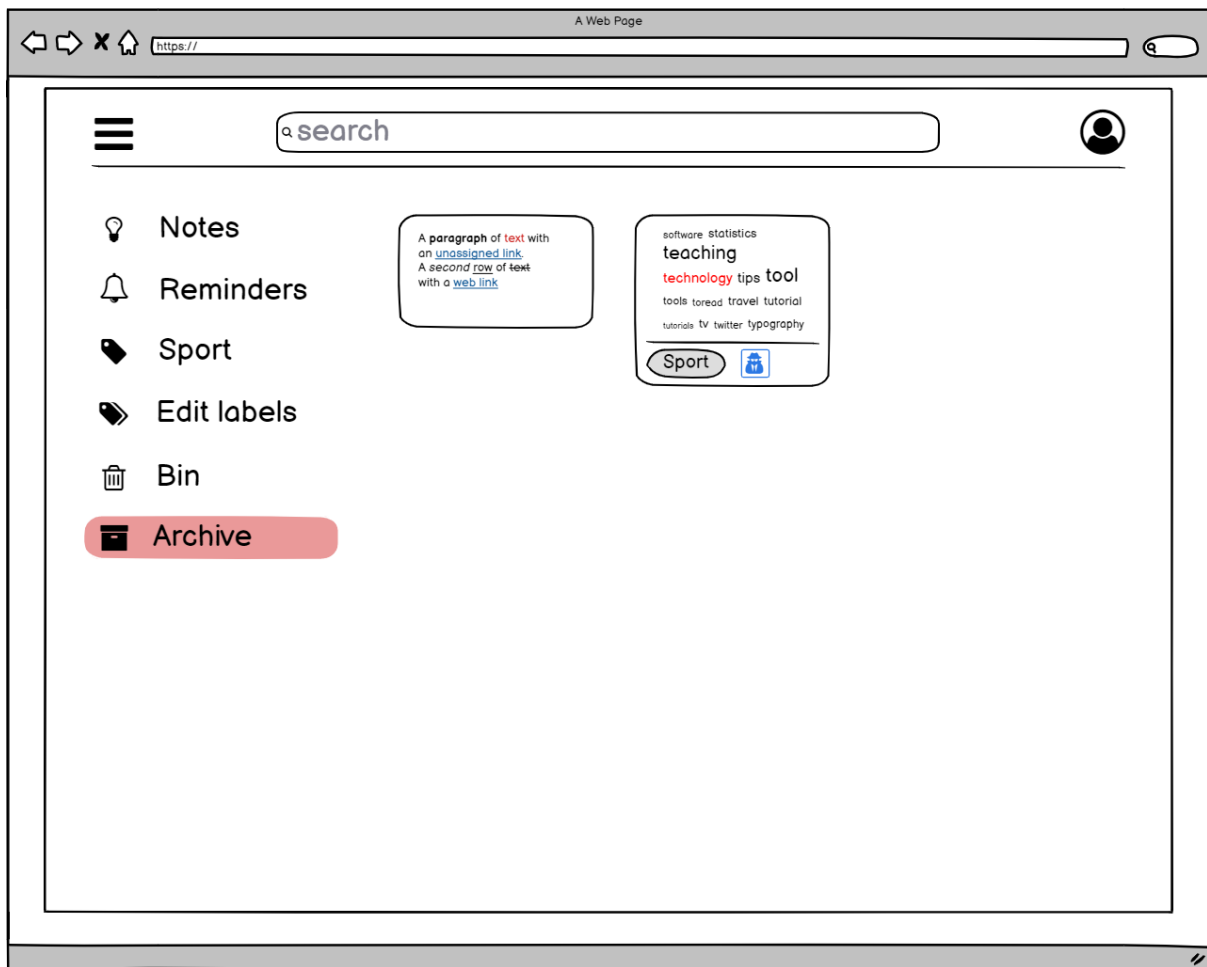 A Web Page
https://
search
Notes
Reminders
Sport
Edit labels
Bin
Archive
A paragraph of text with
an unassigned link.
A second row of text
with a web link
software statistics
teaching
technology tips tool
tools toread travel tutorial
tutorials tv twitter typography
Sport